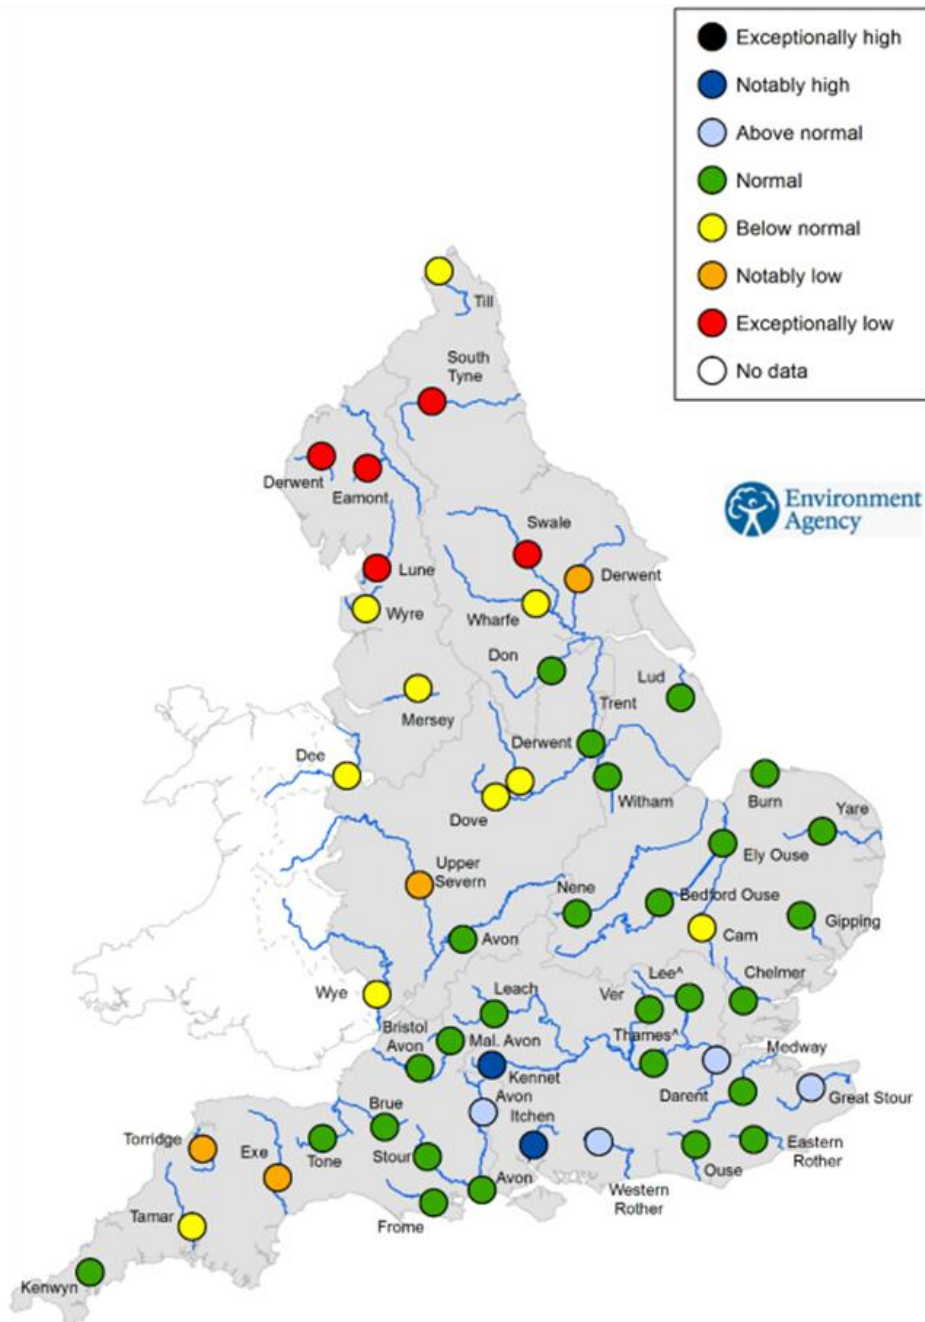 Exceptionally high
Notably high
Above normal
Normal
Below normal
Notably low
Exceptionally low
No data
Environment
Agency
Till
South
Tyne
Derwent
Eamont
Swale
Lune
Derwent
Wyre
Wharfe
Don
Lud
Trent
Mersey
Derwent
Dee
Witham
Burn
Dove
Yare
Ely Ouse
Upper
Severn
Nene
Bedford Ouse
Gipping
Cam
Avon
Lee^
Chelmer
Wye
Leach
Ver
Bristol
Avon
Mal. Avon
Thames^
Medway
Kennet
Darent
Great Stour
Avon
Brue
Itchen
Torridge
Exe
Tone
Stour
Eastern
Rother
Ouse
Avon
Western
Rother
Tamar
Frome
Kenwyn